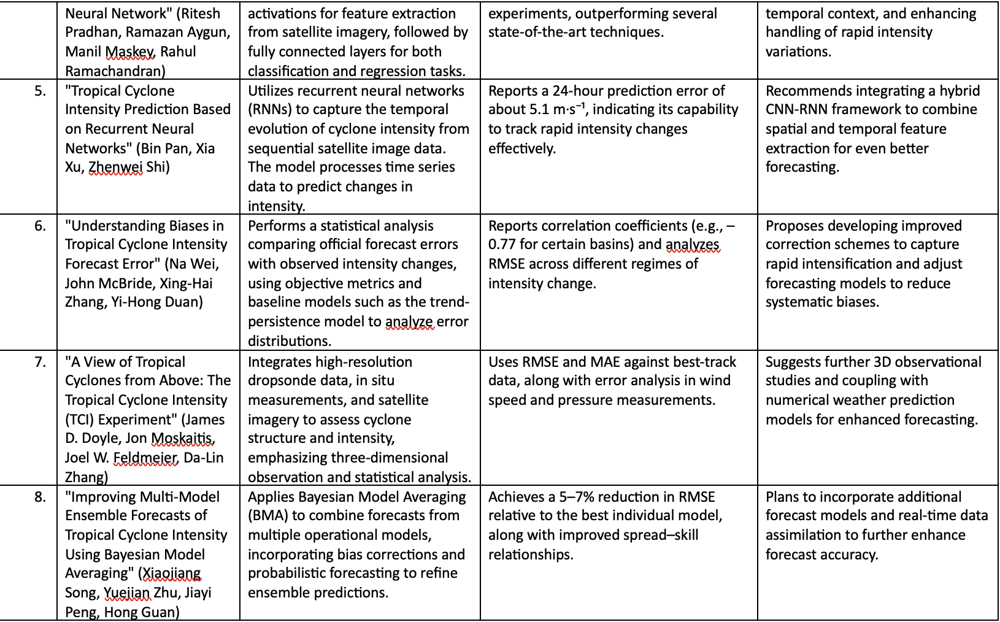 Neural Network" (Ritesh
Pradhan, Ramazan Aygun,
Manil Maskey, Rahul
Ramachandran)
activations for feature extraction
from satellite imagery, followed by
fully connected layers for both
classification and regression tasks.
experiments, outperforming several
state-of-the-art techniques.
temporal context, and enhancing
handling of rapid intensity
variations.
5.
"Tropical Cyclone
Intensity Prediction Based
on Recurrent Neural
Networks" (Bin Pan, Xia
Xu, Zhenwei Shi)
Utilizes recurrent neural networks
(RNNs) to capture the temporal
evolution of cyclone intensity from
sequential satellite image data.
The model processes time series
data to predict changes in
intensity.
Reports a 24-hour prediction error of
about 5.1 m·s⁻¹, indicating its capability
to track rapid intensity changes
effectively.
Recommends integrating a hybrid
CNN-RNN framework to combine
spatial and temporal feature
extraction for even better
forecasting.
6.
"Understanding Biases in
Tropical Cyclone Intensity
Forecast Error" (Na Wei,
John McBride, Xing-Hai
Zhang, Yi-Hong Duan)
Performs a statistical analysis
comparing official forecast errors
with observed intensity changes,
using objective metrics and
baseline models such as the trend-
persistence model to analyze error
distributions.
Reports correlation coefficients (e.g., –
0.77 for certain basins) and analyzes
RMSE across different regimes of
intensity change.
Proposes developing improved
correction schemes to capture
rapid intensification and adjust
forecasting models to reduce
systematic biases.
7.
"A View of Tropical
Cyclones from Above: The
Tropical Cyclone Intensity
(TCI) Experiment" (James
D. Doyle, Jon Moskaitis,
Joel W. Feldmeier, Da-Lin
Zhang)
Integrates high-resolution
dropsonde data, in situ
measurements, and satellite
imagery to assess cyclone
structure and intensity,
emphasizing three-dimensional
observation and statistical analysis.
Uses RMSE and MAE against best-track
data, along with error analysis in wind
speed and pressure measurements.
Suggests further 3D observational
studies and coupling with
numerical weather prediction
models for enhanced forecasting.
8.
"Improving Multi-Model
Ensemble Forecasts of
Tropical Cyclone Intensity
Using Bayesian Model
Averaging" (Xiaojiang
Song, Yuejian Zhu, Jiayi
Peng, Hong Guan)
Applies Bayesian Model Averaging
(BMA) to combine forecasts from
multiple operational models,
incorporating bias corrections and
probabilistic forecasting to refine
ensemble predictions.
Achieves a 5–7% reduction in RMSE
relative to the best individual model,
along with improved spread–skill
relationships.
Plans to incorporate additional
forecast models and real-time data
assimilation to further enhance
forecast accuracy.